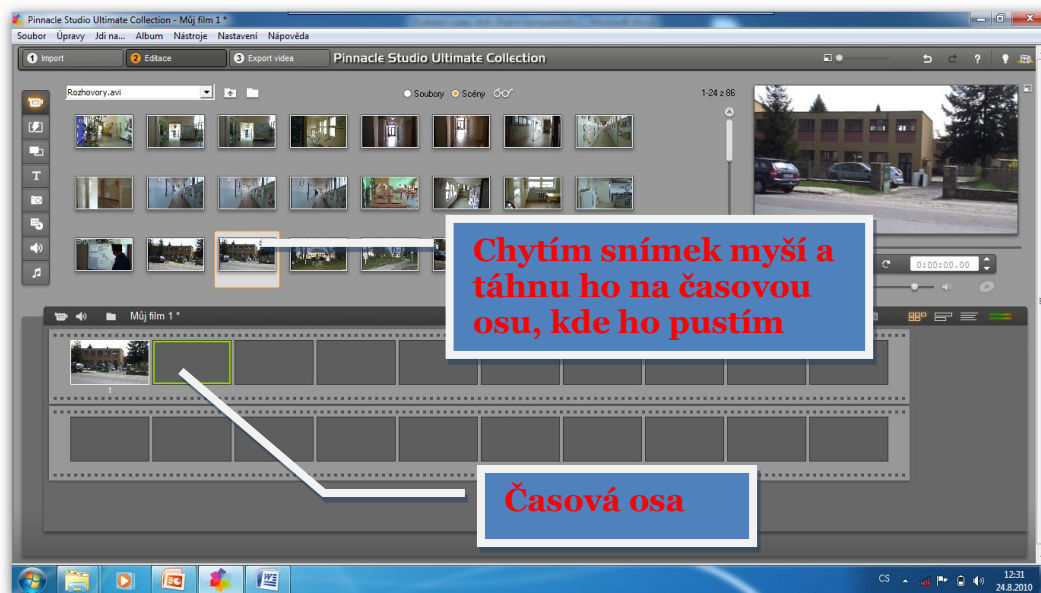 Pinnacle Studio Ultimate Collection - Můj film 1 *
Soubor Úpravy Jdi na... Album Nástroje Nastavení Nápověda
1 Import 2 Editace 3 Export videa Pinnacle Studio Ultimate Collection
Rozhovory.avi Soubory Scény 1-24 z 86
T
Chytím snímek myší a
táhnu ho na časovou
osu, kde ho pustím
0:00:00.00
Můj film 1 *
1
Časová osa
CS 12:31
24.8.2010